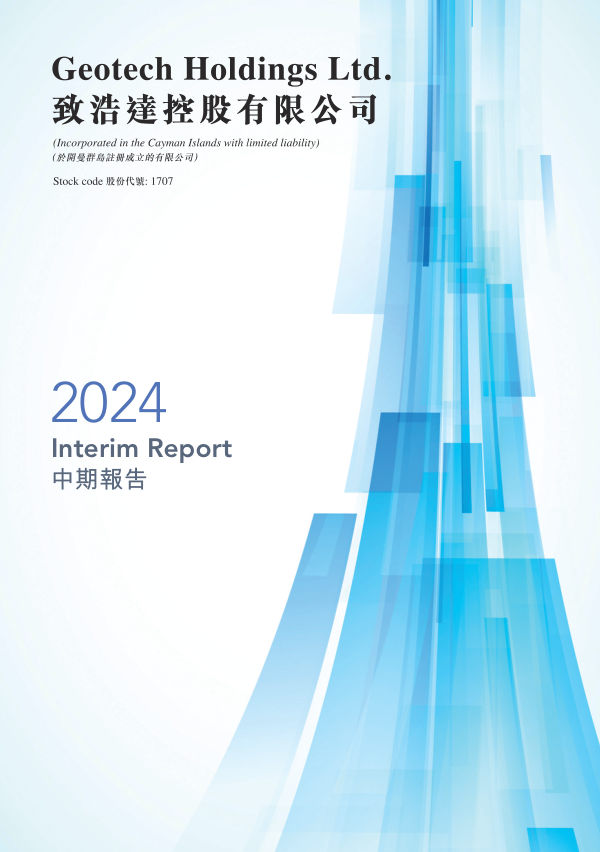 Geotech Holdings Ltd.
致浩達控股有限公司
(Incorporated in the Cayman Islands with limited liability)
(於開曼群島註冊成立的有限公司)
Stock code 股份代號: 1707
2024
Interim Report
中期報告